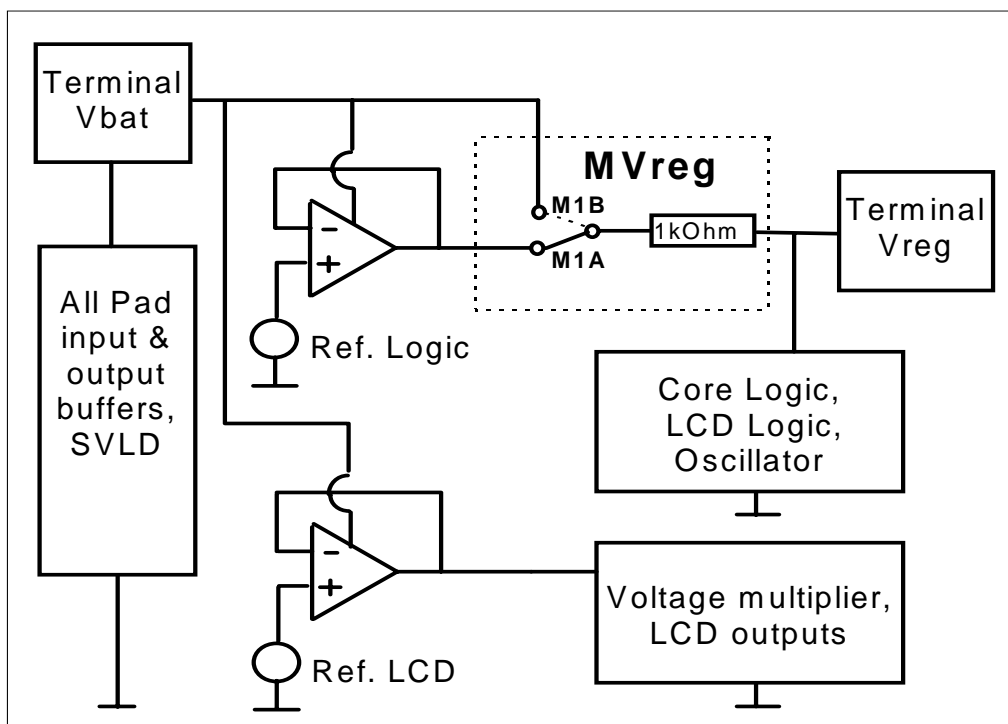 Terminal
Vbat
MVreg
M1B
M1A
1kOhm
Terminal
Vreg
All Pad
input &
output
buffers,
SVLD
−
+
Ref. Logic
Core Logic,
LCD Logic,
Oscillator
−
+
Ref. LCD
Voltage multiplier,
LCD outputs